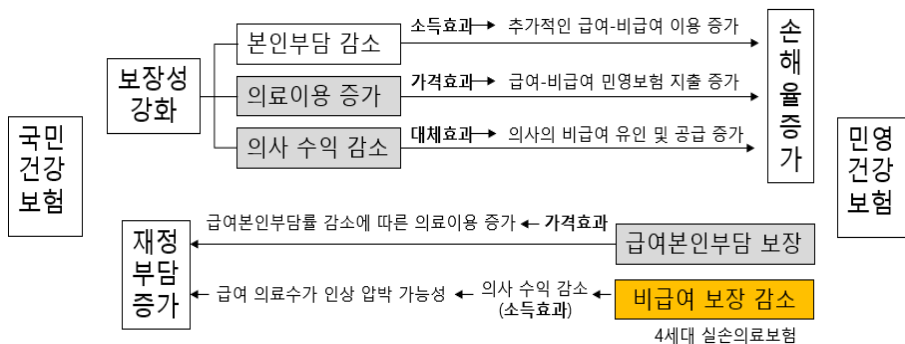 국민
건강
보험
보장성
강화
본인부담 감소
소득효과
추가적인 급여-비급여 이용 증가
의료이용 증가
가격효과
급여-비급여 민영보험 지출 증가
의사 수익 감소
대체효과
의사의 비급여 유인 및 공급 증가
손
해
율
증
가
민영
건강
보험
재정
부담
증가
급여본인부담률 감소에 따른 의료이용 증가
가격효과
급여본인부담 보장
급여 의료수가 인상 압박 가능성
의사 수익 감소
(소득효과)
비급여 보장 감소
4세대 실손의료보험